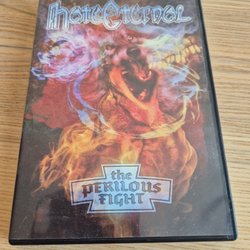 Hate Eternal
the
PERILOUS
FIGHT